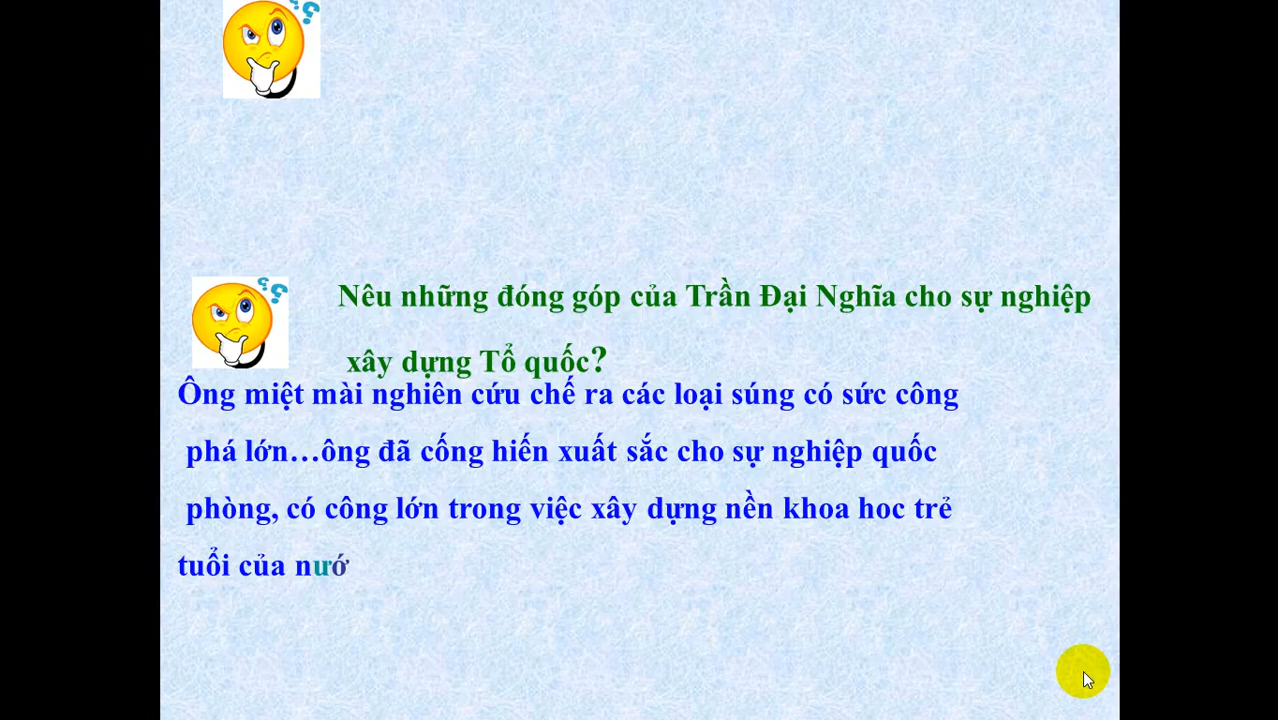 Nêu những đóng góp của Trần Đại Nghĩa cho sự nghiệp
xây dựng Tổ quốc?
Ông miệt mài nghiên cứu chế ra các loại súng có sức công
phá lớn…ông đã cống hiến xuất sắc cho sự nghiệp quốc
phòng, có công lớn trong việc xây dựng nền khoa hoc trẻ
tuổi của nướ